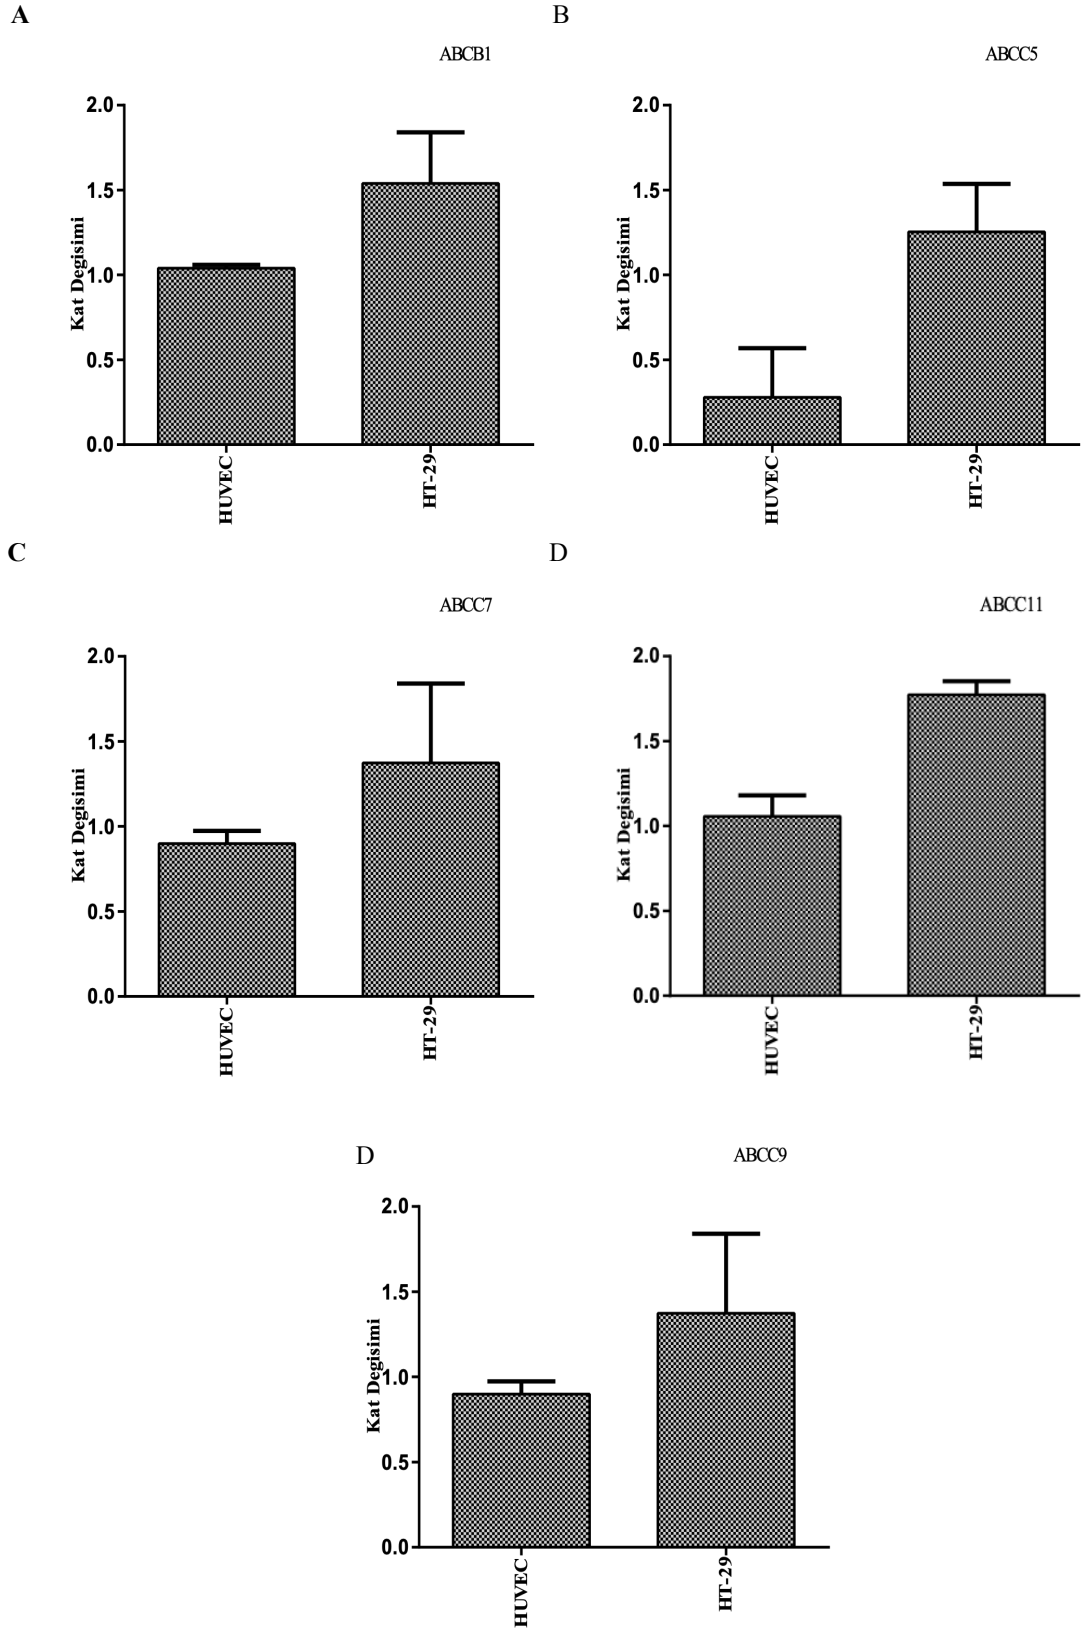 A
ABCB1
2.0
1.5
1.0
0.5
0.0
Kat Degisimi
HUVEC
HT-29
B
ABCC5
2.0
1.5
1.0
0.5
0.0
Kat Degisimi
HUVEC
HT-29
C
ABCC7
2.0
1.5
1.0
0.5
0.0
Kat Degisimi
HUVEC
HT-29
D
ABCC11
2.0
1.5
1.0
0.5
0.0
Kat Degisimi
HUVEC
HT-29
D
ABCC9
2.0
1.5
1.0
0.5
0.0
Kat Degisimi
HUVEC
HT-29